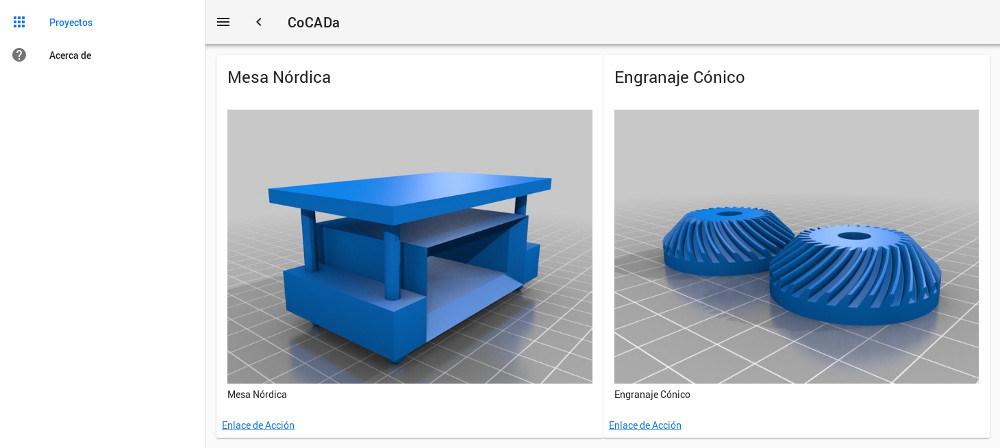 Proyectos
Acerca de
CoCADa
Mesa Nórdica
Mesa Nórdica
Enlace de Acción
Engranaje Cónico
Engranaje Cónico
Enlace de Acción